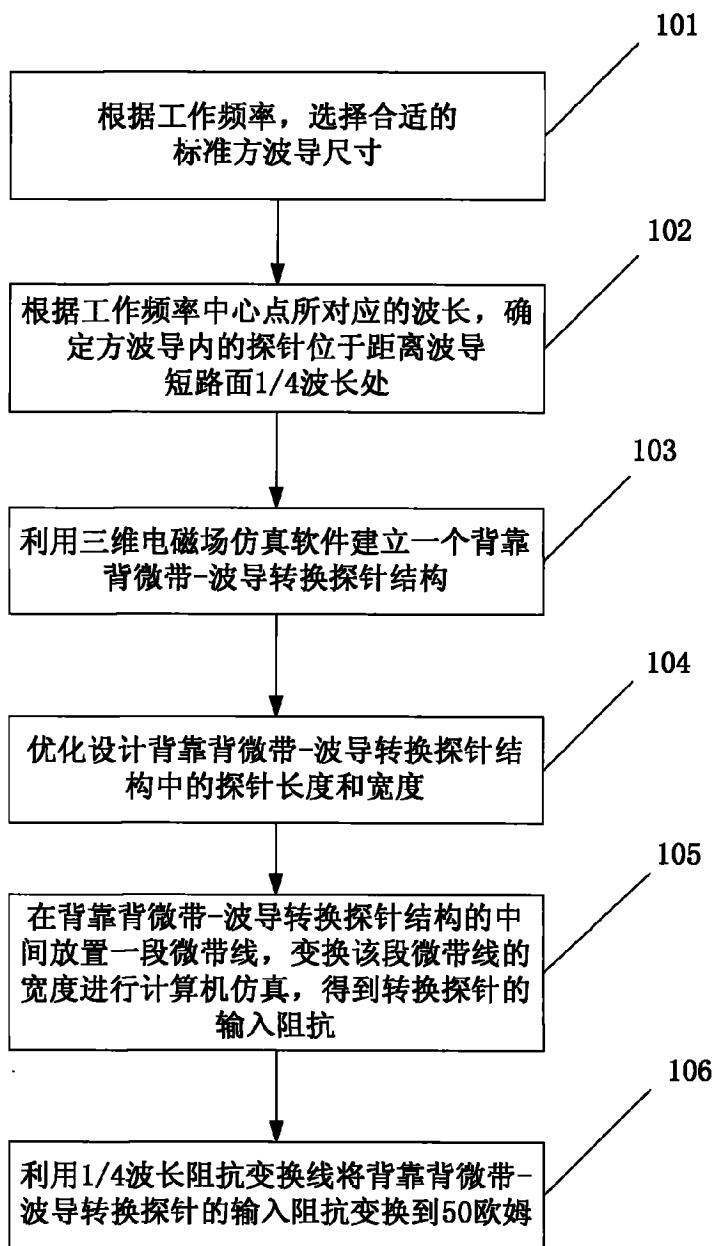 101
根据工作频率，选择合适的
标准方波导尺寸
102
根据工作频率中心点所对应的波长，确
定方波导内的探针位于距离波导
短路面1/4波长处
103
利用三维电磁场仿真软件建立一个背靠
背微带-波导转换探针结构
104
优化设计背靠背微带-波导转换探针结
构中的探针长度和宽度
105
在背靠背微带-波导转换探针结构的中
间放置一段微带线，变换该段微带线的
宽度进行计算机仿真，得到转换探针的
输入阻抗
106
利用1/4波长阻抗变换线将背靠背微带-
波导转换探针的输入阻抗变换到50欧姆